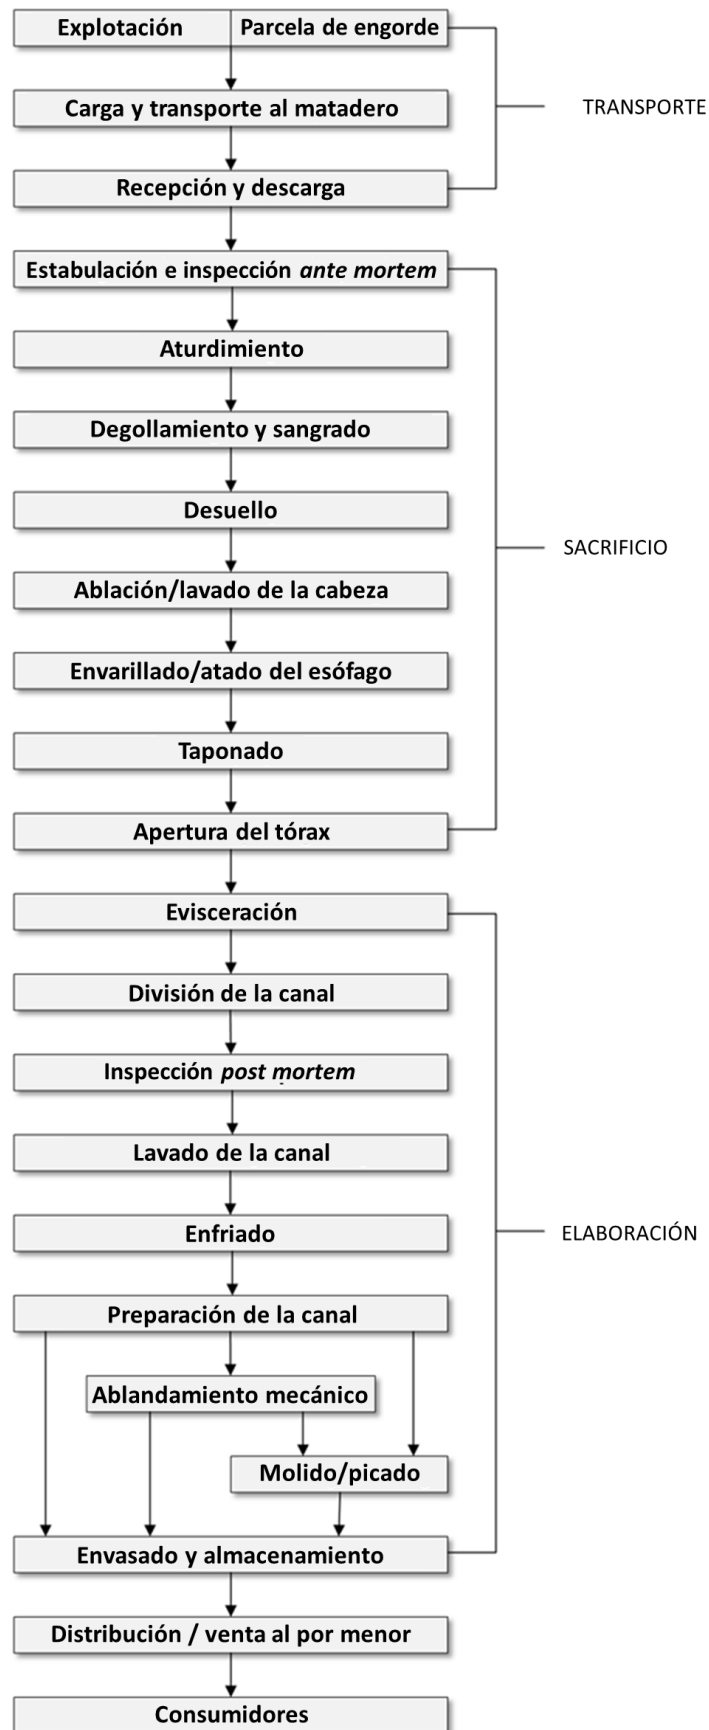 Explotación
Parcela de engorde
Carga y transporte al matadero
TRANSPORTE
Recepción y descarga
Estabulación e inspección ante mortem
Aturdimiento
Degollamiento y sangrado
Desuello
SACRIFICIO
Ablación/lavado de la cabeza
Envarillado/atado del esófago
Taponado
Apertura del tórax
Evisceración
División de la canal
Inspección post mortem
Lavado de la canal
Enfriado
ELABORACIÓN
Preparación de la canal
Ablandamiento mecánico
Molido/picado
Envasado y almacenamiento
Distribución / venta al por menor
Consumidores